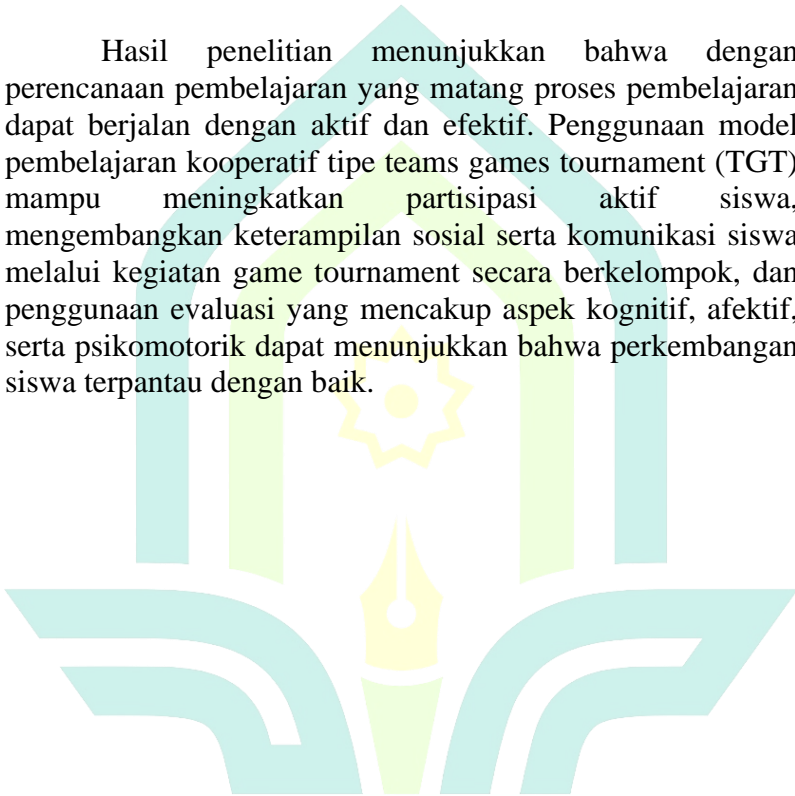 Hasil penelitian menunjukkan bahwa dengan
perencanaan pembelajaran yang matang proses pembelajaran
dapat berjalan dengan aktif dan efektif. Penggunaan model
pembelajaran kooperatif tipe teams games tournament (TGT)
mampu meningkatkan partisipasi aktif siswa,
mengembangkan keterampilan sosial serta komunikasi siswa
melalui kegiatan game tournament secara berkelompok, dan
penggunaan evaluasi yang mencakup aspek kognitif, afektif,
serta psikomotorik dapat menunjukkan bahwa perkembangan
siswa terpantau dengan baik.